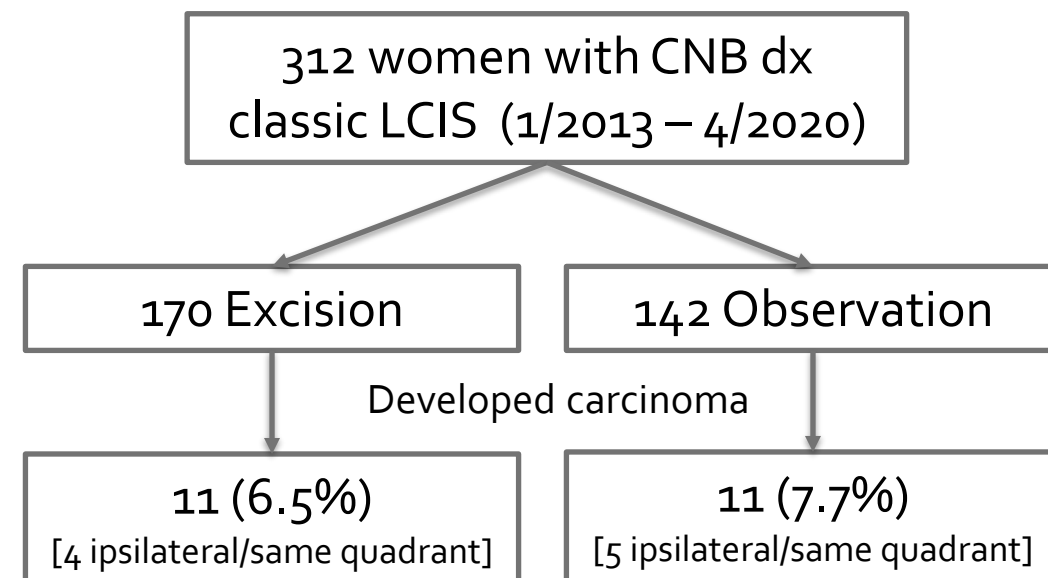 312 women with CNB dx
classic LCIS (1/2013 – 4/2020)
170 Excision
142 Observation
Developed carcinoma
11 (6.5%)
[4 ipsilateral/same quadrant]
11 (7.7%)
[5 ipsilateral/same quadrant]